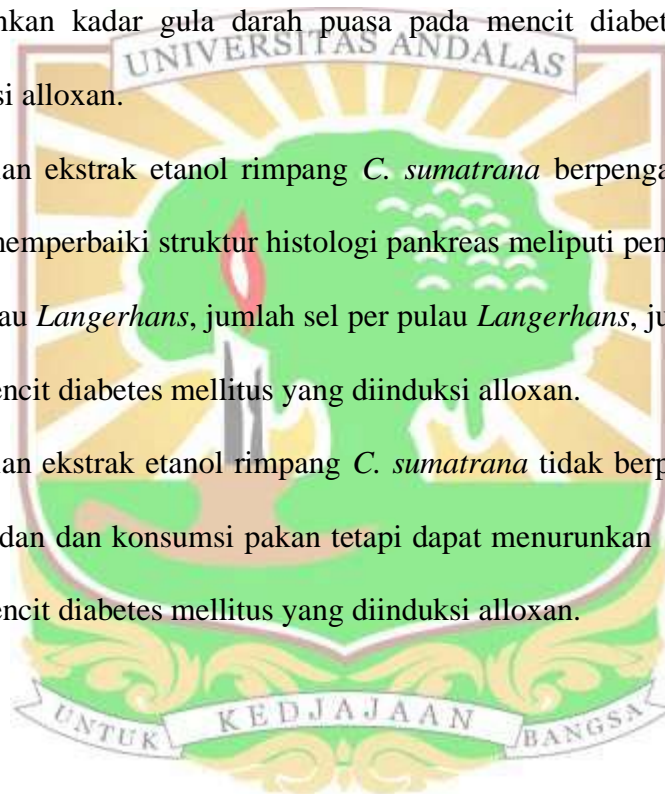 nkan kadar gula darah puasa pada mencit diabet
UNIVERSITAS ANDALAS
si alloxan.
an ekstrak etanol rimpang C. sumatrana berpenga
memperbaiki struktur histologi pankreas meliputi pen
au Langerhans, jumlah sel per pulau Langerhans, ju
encit diabetes mellitus yang diinduksi alloxan.
an ekstrak etanol rimpang C. sumatrana tidak berp
dan dan konsumsi pakan tetapi dapat menurunkan
encit diabetes mellitus yang diinduksi alloxan.
UNTUK KEDJAJAAN BANGSA